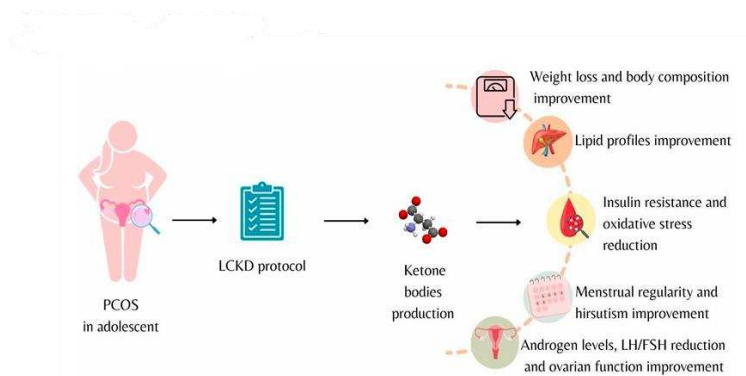 Weight loss and body composition
improvement
Lipid profiles improvement
Insulin resistance and
oxidative stress
reduction
LCKD protocol
Ketone
bodies
production
PCOS
in adolescent
Menstrual regularity and
hirsutism improvement
Androgen levels, LH/FSH reduction
and ovarian function improvement